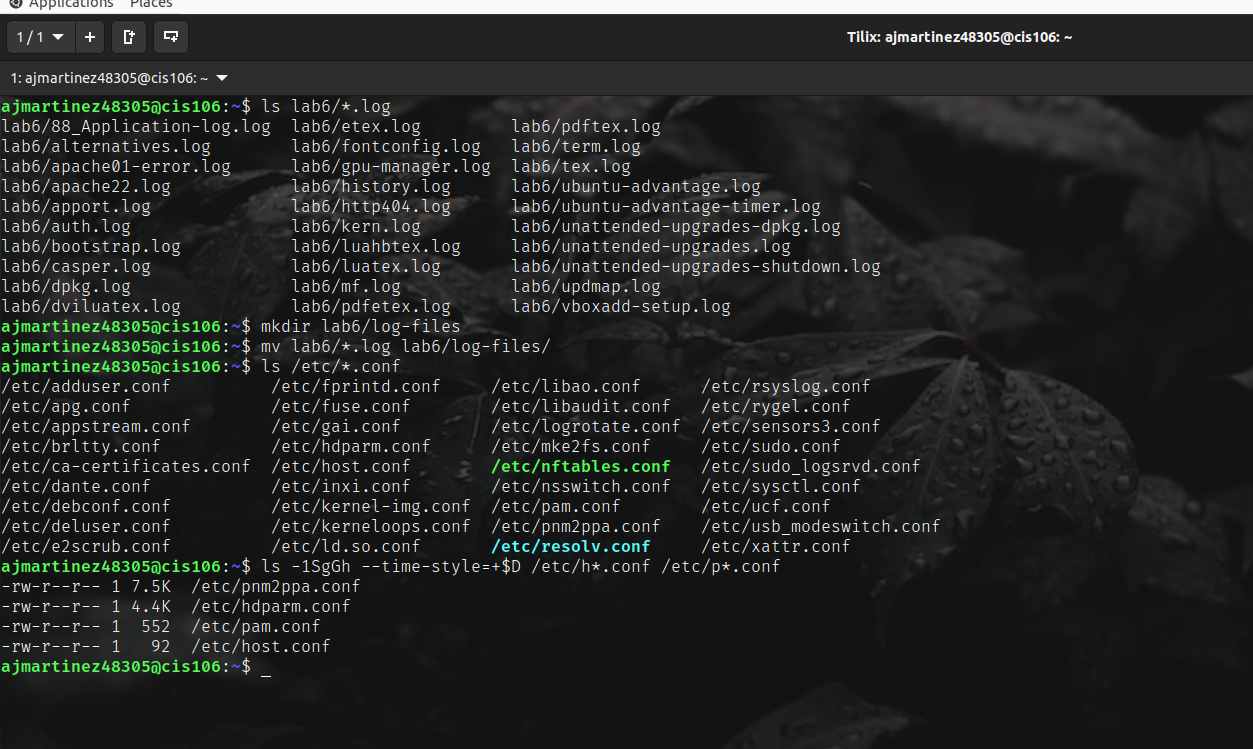 Applications Places
1 / 1
Tilix: ajmartinez48305@cis106: ~
1: ajmartinez48305@cis106: ~
ajmartinez48305@cis106:~$ ls lab6/*.log
lab6/88_Application-log.log  lab6/etex.log         lab6/pdftex.log
lab6/alternatives.log        lab6/fontconfig.log   lab6/term.log
lab6/apache01-error.log      lab6/gpu-manager.log  lab6/tex.log
lab6/apache22.log            lab6/history.log      lab6/ubuntu-advantage.log
lab6/apport.log              lab6/http404.log      lab6/ubuntu-advantage-timer.log
lab6/auth.log                lab6/kern.log         lab6/unattended-upgrades-dpkg.log
lab6/bootstrap.log           lab6/luahbtex.log     lab6/unattended-upgrades.log
lab6/casper.log              lab6/luatex.log       lab6/unattended-upgrades-shutdown.log
lab6/dpkg.log                lab6/mf.log           lab6/updmap.log
lab6/dviluatex.log           lab6/pdfetex.log      lab6/vboxadd-setup.log
ajmartinez48305@cis106:~$ mkdir lab6/log-files
ajmartinez48305@cis106:~$ mv lab6/*.log lab6/log-files/
ajmartinez48305@cis106:~$ ls /etc/*.conf
/etc/adduser.conf          /etc/fprintd.conf     /etc/libao.conf      /etc/rsyslog.conf
/etc/apg.conf              /etc/fuse.conf        /etc/libaudit.conf   /etc/rygel.conf
/etc/appstream.conf        /etc/gai.conf         /etc/logrotate.conf  /etc/sensors3.conf
/etc/brltty.conf           /etc/hdparm.conf      /etc/mke2fs.conf     /etc/sudo.conf
/etc/ca-certificates.conf  /etc/host.conf        /etc/nftables.conf   /etc/sudo_logsrvd.conf
/etc/dante.conf            /etc/inxi.conf        /etc/nsswitch.conf   /etc/sysctl.conf
/etc/debconf.conf          /etc/kernel-img.conf  /etc/pam.conf        /etc/ucf.conf
/etc/deluser.conf          /etc/kerneloops.conf  /etc/pnm2ppa.conf    /etc/usb_modeswitch.conf
/etc/e2scrub.conf          /etc/ld.so.conf       /etc/resolv.conf     /etc/xattr.conf
ajmartinez48305@cis106:~$ ls -1SgGh --time-style=+$D /etc/h*.conf /etc/p*.conf
-rw-r--r-- 1 7.5K  /etc/pnm2ppa.conf
-rw-r--r-- 1 4.4K  /etc/hdparm.conf
-rw-r--r-- 1  552  /etc/pam.conf
-rw-r--r-- 1   92  /etc/host.conf
ajmartinez48305@cis106:~$ _